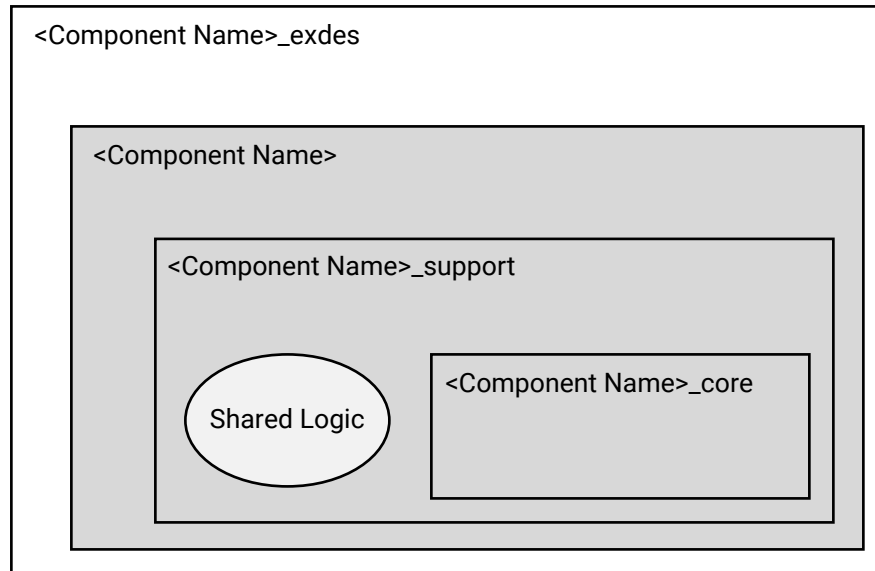 <Component Name>_exdes
<Component Name>
<Component Name>_support
<Component Name>_core
Shared Logic